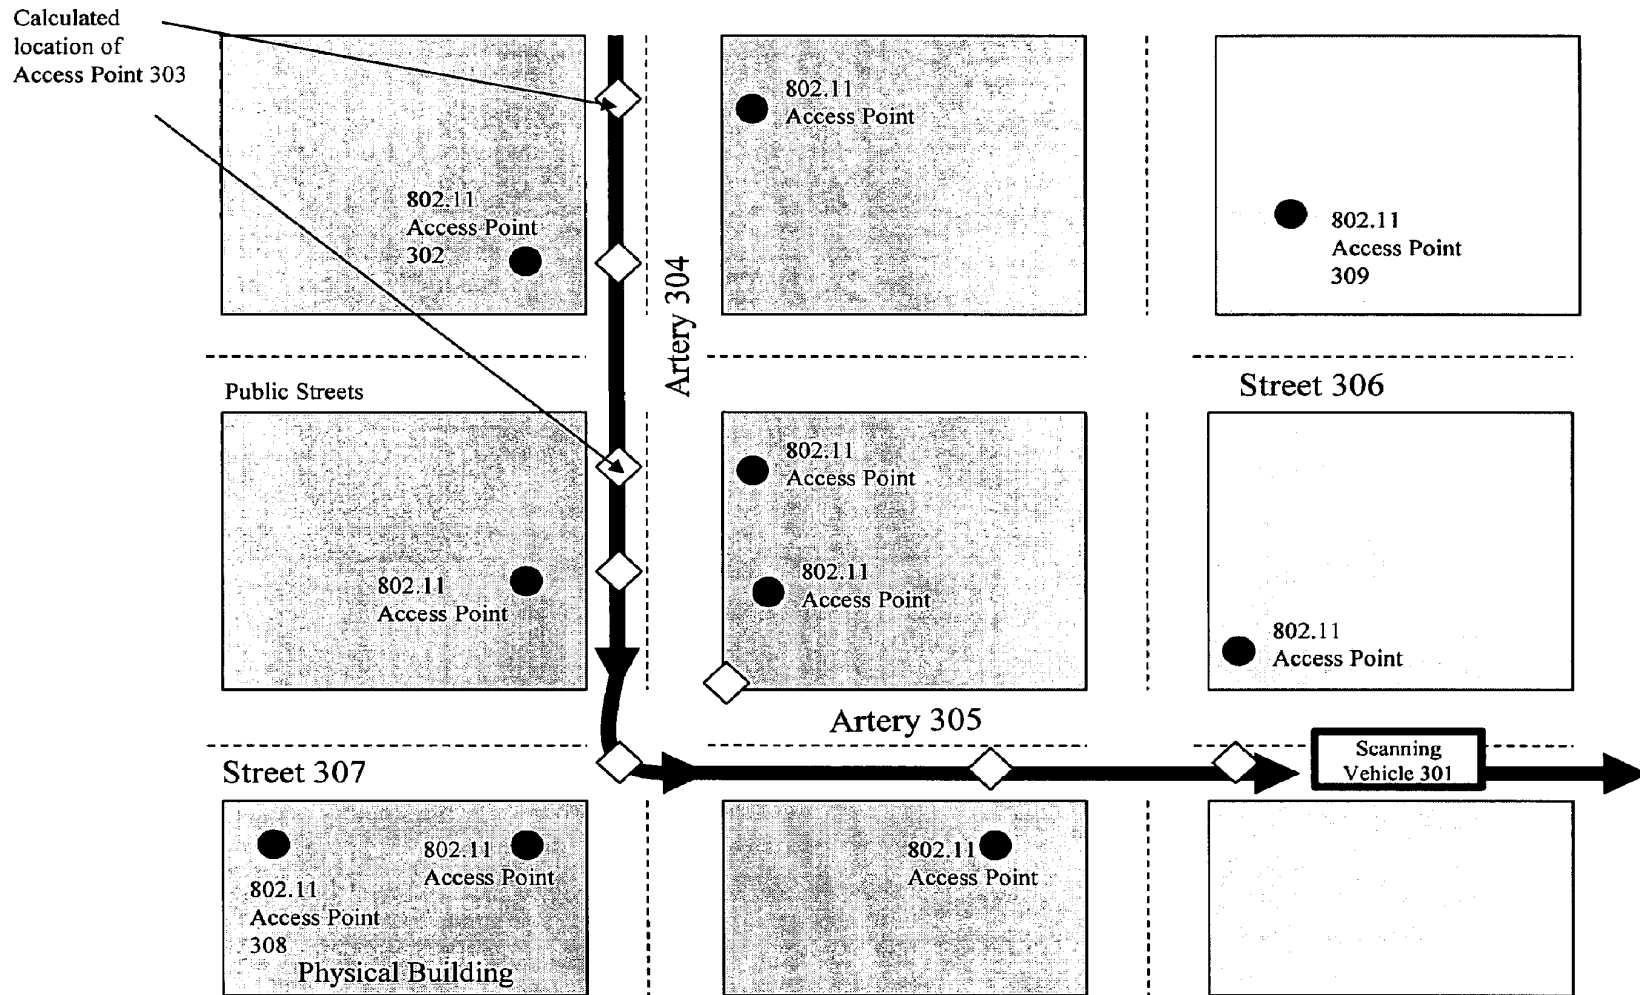 Calculated
location of
Access Point 303
802.11
Access Point
302
802.11
Access Point
802.11
Access Point
309
Artery 304
Public Streets
Street 306
802.11
Access Point
802.11
Access Point
802.11
Access Point
802.11
Access Point
Artery 305
Street 307
Scanning
Vehicle 301
802.11
Access Point
308
802.11
Access Point
Physical Building
802.11
Access Point